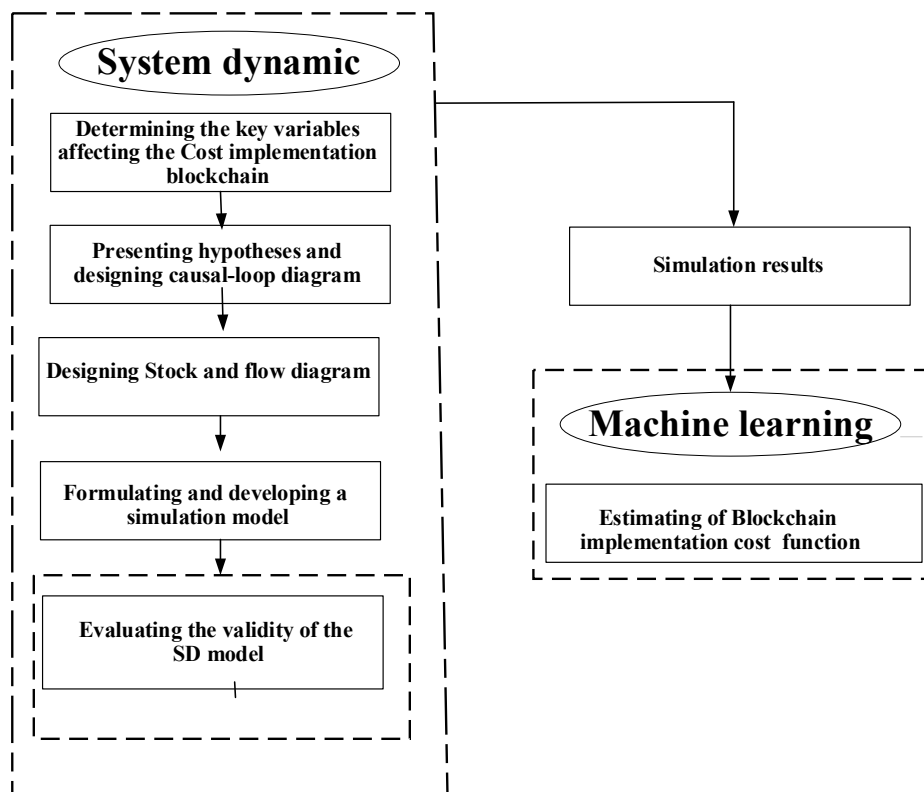 System dynamic
Determining the key variables
affecting the Cost implementation
blockchain
Presenting hypotheses and
designing causal-loop diagram
Designing Stock and flow diagram
Formulating and developing a
simulation model
Evaluating the validity of the
SD model
Simulation results
Machine learning
Estimating of Blockchain
implementation cost function